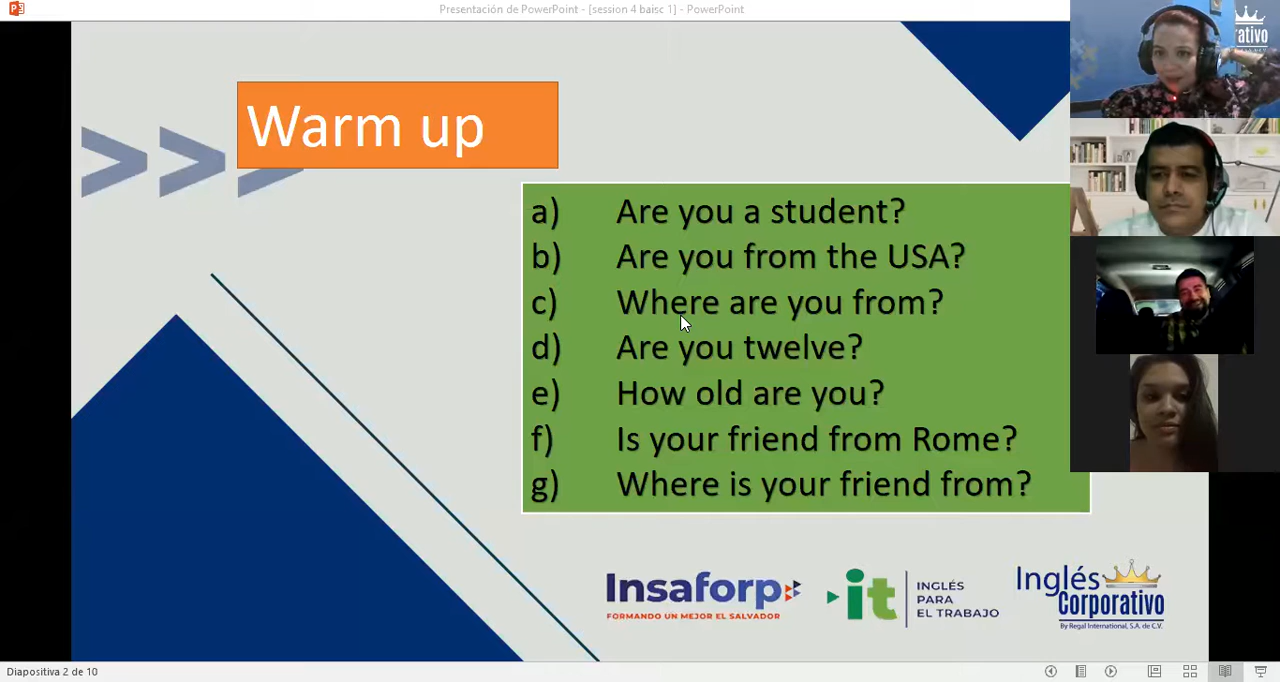 Presentación de PowerPoint - [session 4 baisc 1] - PowerPoint
rativo
Warm up
a) Are you a student?
b) Are you from the USA?
c) Where are you from?
d) Are you twelve?
e) How old are you?
f) Is your friend from Rome?
g) Where is your friend from?
Insaforp
FORMANDO UN MEJOR EL SALVADOR
it
INGLÉS
PARA
EL TRABAJO
Inglés
Corporativo
By Regal International, S.A. de C.V.
Diapositiva 2 de 10